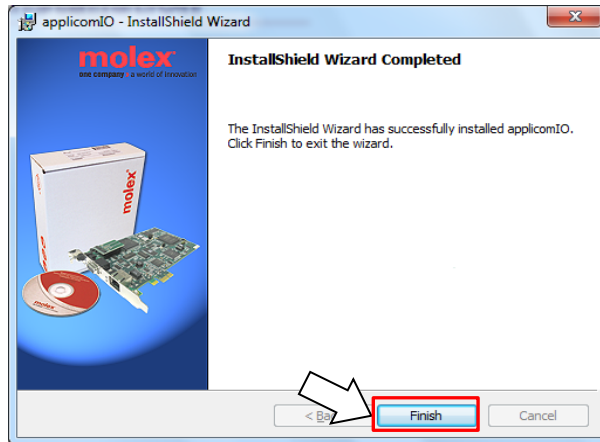 applicomIO - InstallShield Wizard
molex
one company › a world of innovation
InstallShield Wizard Completed
The InstallShield Wizard has successfully installed applicomIO.
Click Finish to exit the wizard.
molex
molex
Finish
Cancel